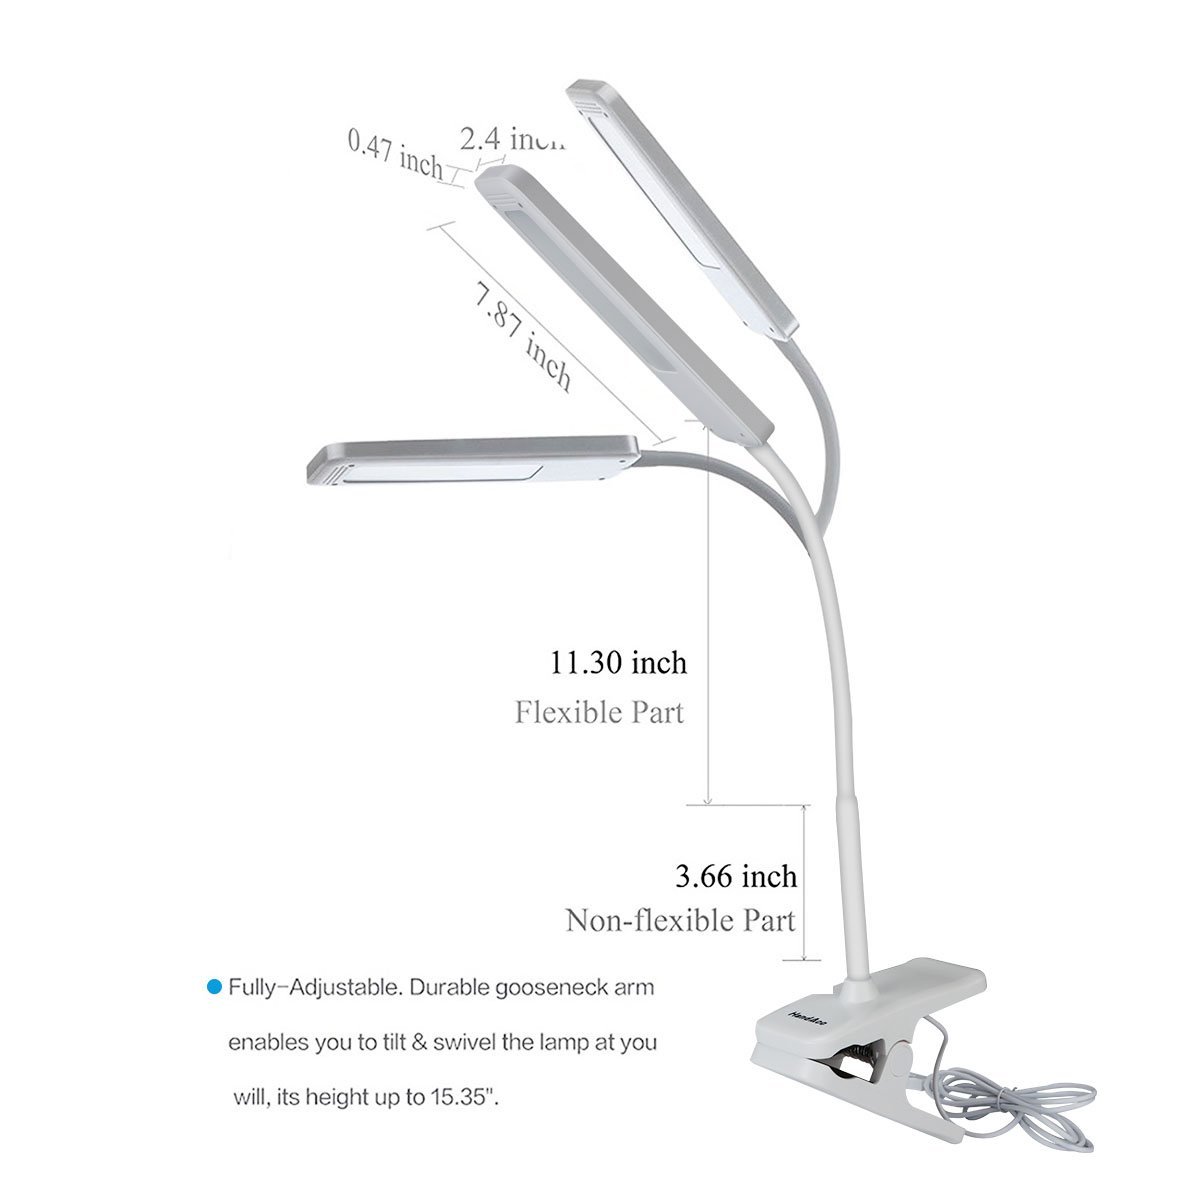 0.47 inch
2.4 inch
7.87 inch
11.30 inch
Flexible Part
3.66 inch
Non-flexible Part
Fully-Adjustable. Durable gooseneck arm
enables you to tilt & swivel the lamp at you
will, its height up to 15.35".